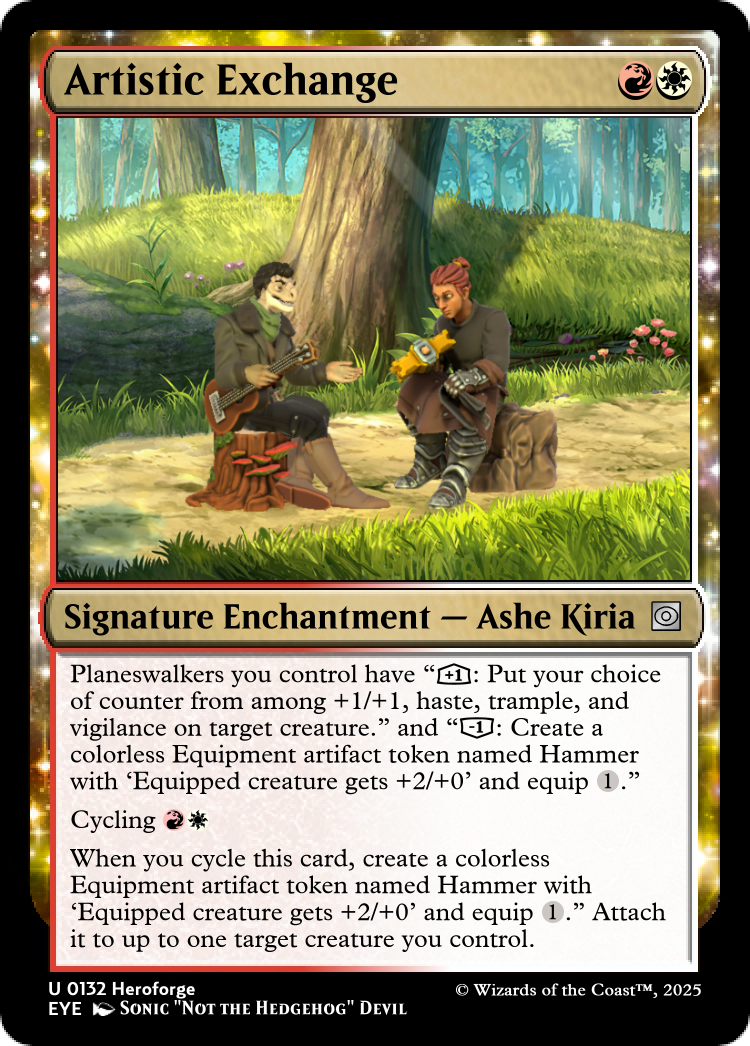 Artistic Exchange
Signature Enchantment — Ashe Kiria
Planeswalkers you control have “+1: Put your choice
of counter from among +1/+1, haste, trample, and
vigilance on target creature.” and “-1: Create a
colorless Equipment artifact token named Hammer
with ‘Equipped creature gets +2/+0’ and equip 1.”
Cycling
When you cycle this card, create a colorless
Equipment artifact token named Hammer with
‘Equipped creature gets +2/+0’ and equip 1.” Attach
it to up to one target creature you control.
U 0132 Heroforge
© Wizards of the Coast™, 2025
EYE Sonic "Not the Hedgehog" Devil